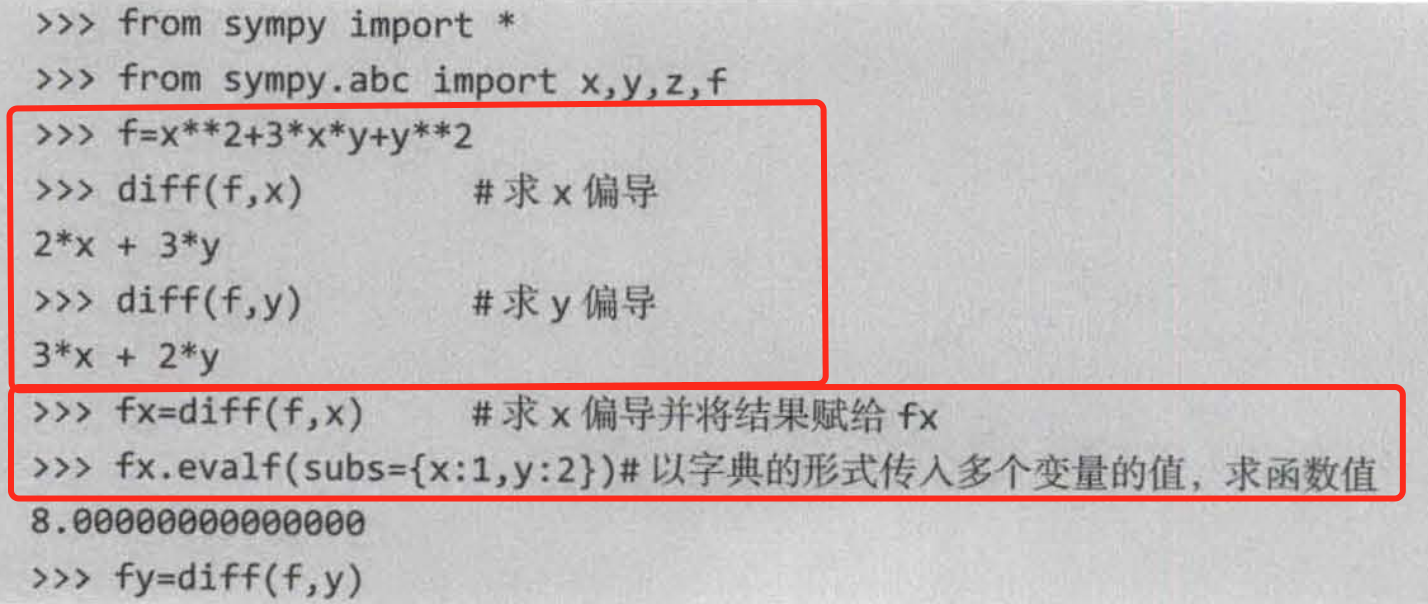 >>> from sympy import *
>>> from sympy.abc import x,y,z,f
>>> f=x**2+3*x*y+y**2
>>> diff(f,x) #求 x 偏导
2*x + 3*y
>>> diff(f,y) #求 y 偏导
3*x + 2*y
>>> fx=diff(f,x) #求 x 偏导并将结果赋给 fx
>>> fx.evalf(subs={x:1,y:2})#以字典的形式传入多个变量的值，求函数值
8.00000000000000
>>> fy=diff(f,y)